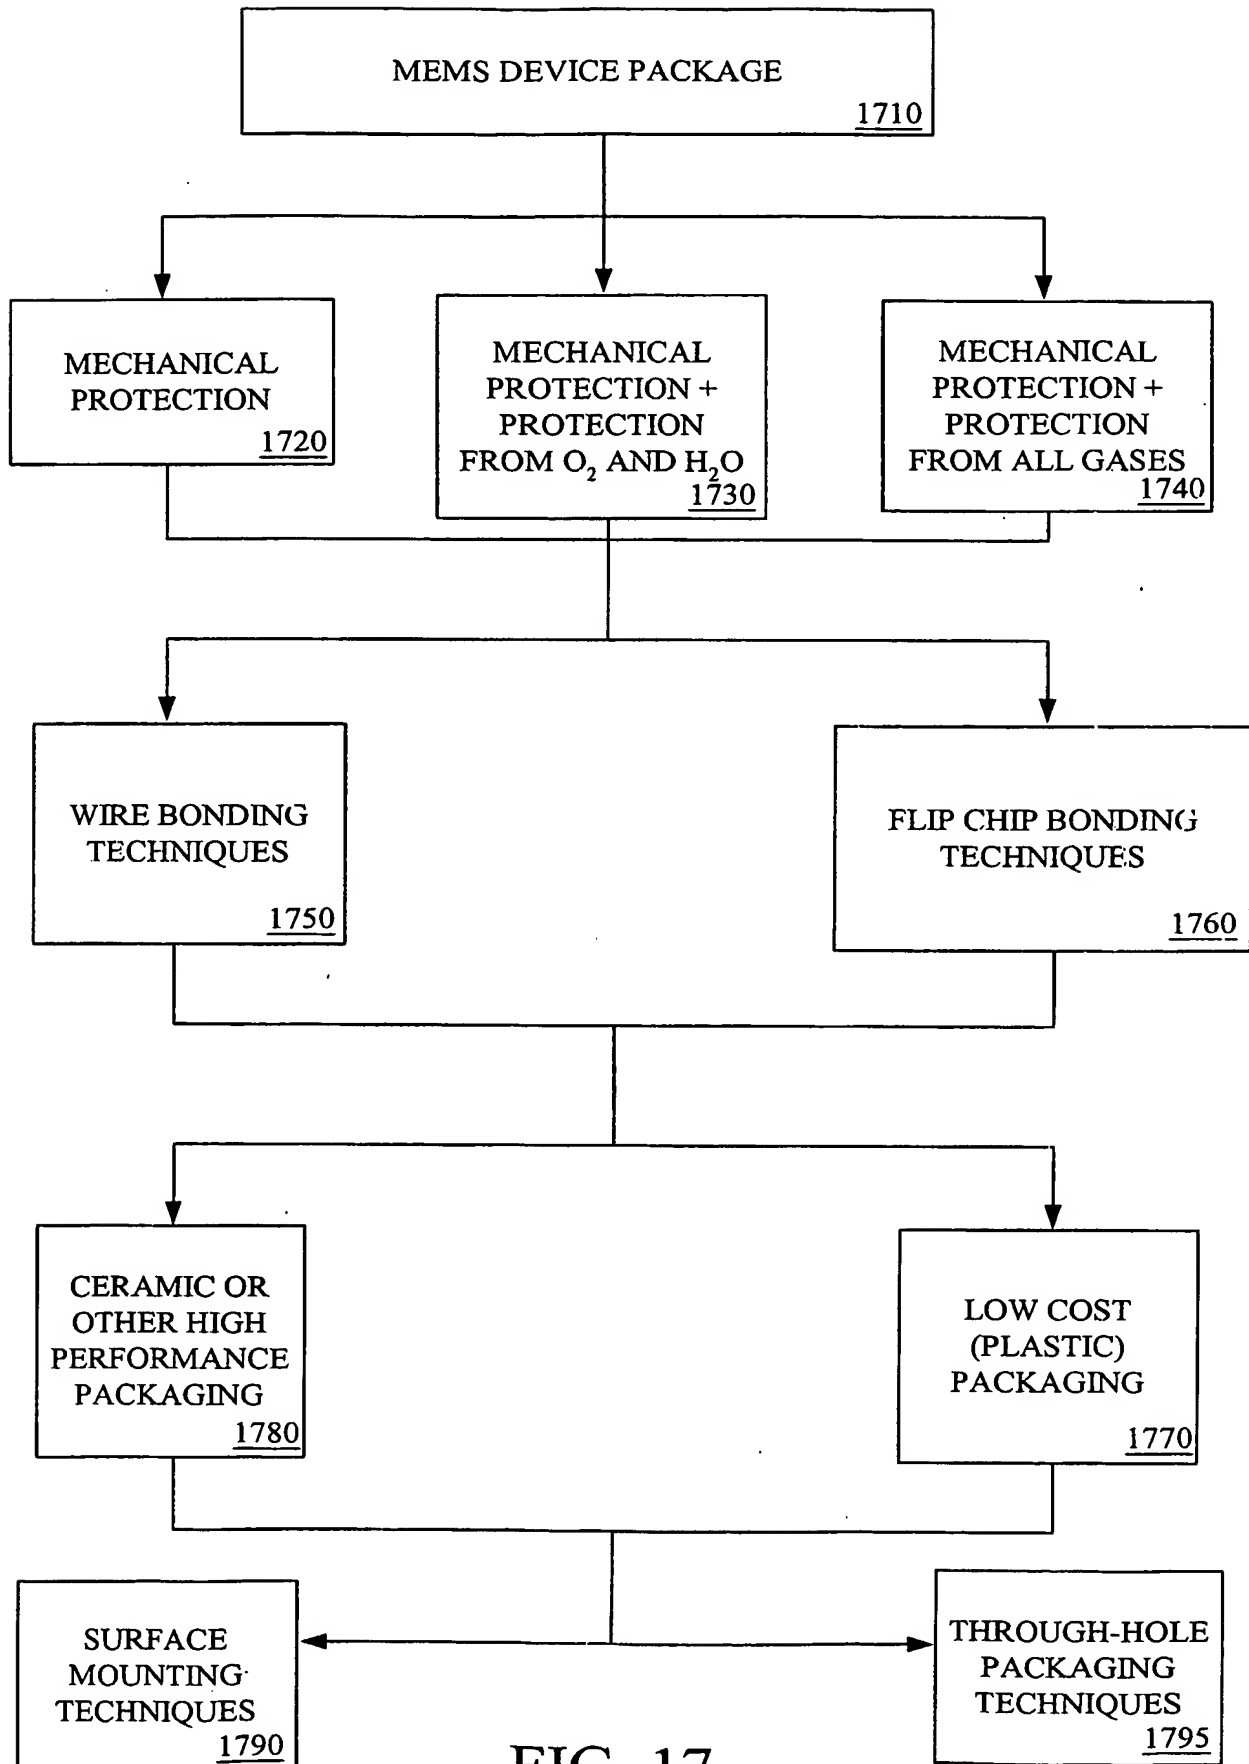 MEMS DEVICE PACKAGE
1710
MECHANICAL
PROTECTION
1720
MECHANICAL
PROTECTION +
PROTECTION
FROM O₂ AND H₂O
1730
MECHANICAL
PROTECTION +
PROTECTION
FROM ALL GASES
1740
WIRE BONDING
TECHNIQUES
1750
FLIP CHIP BONDING
TECHNIQUES
1760
CERAMIC OR
OTHER HIGH
PERFORMANCE
PACKAGING
1780
LOW COST
(PLASTIC)
PACKAGING
1770
SURFACE
MOUNTING
TECHNIQUES
1790
THROUGH-HOLE
PACKAGING
TECHNIQUES
1795
FIG. 17